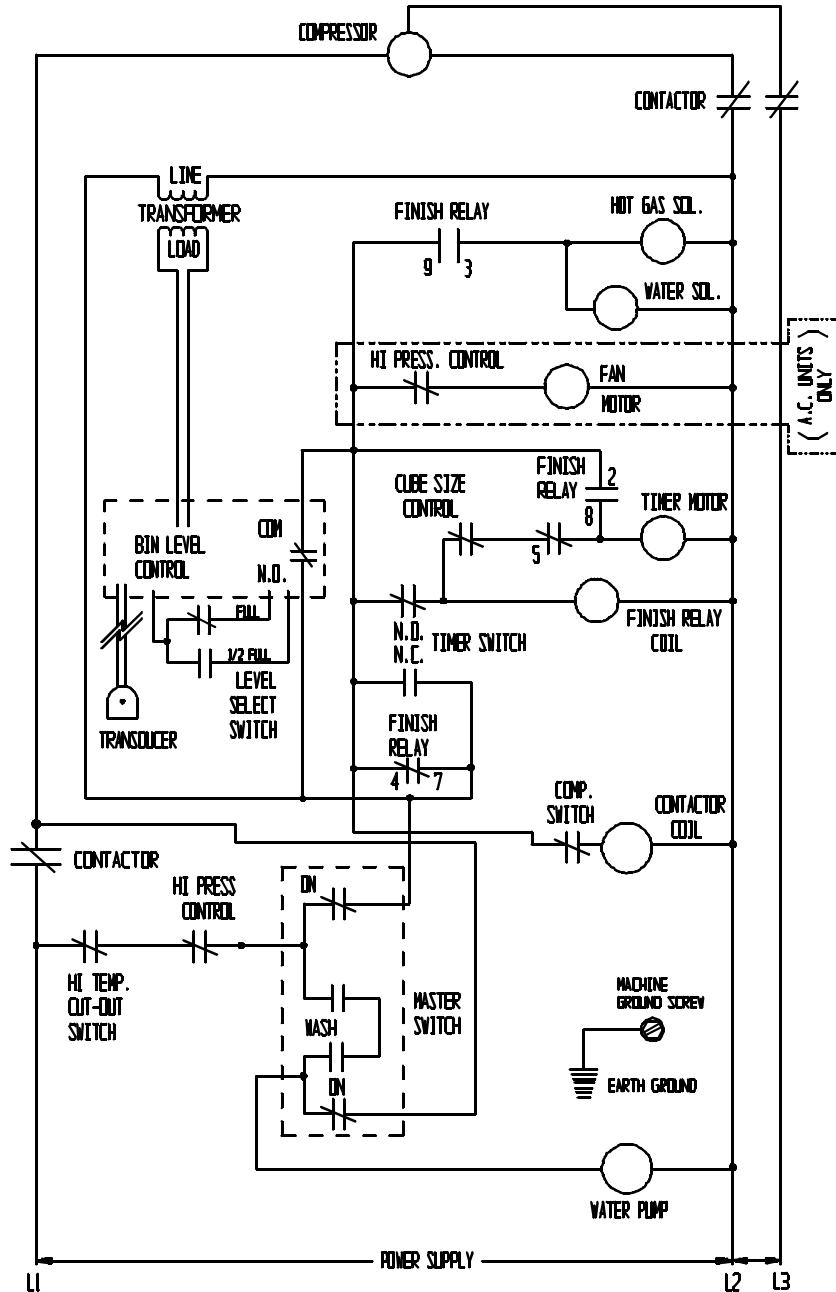 COMPRESSOR
CONTACTOR
LINE
TRANSFORMER
LOAD
FINISH RELAY
9 3
HOT GAS SOL.
WATER SOL.
HI PRESS. CONTROL
FAN
MOTOR
( A.C. UNITS )
ONLY
CUBE SIZE
CONTROL
FINISH
RELAY
2
8
5
TIMER MOTOR
BIN LEVEL
CONTROL
COM
N.O.
FULL
1/2 FULL
LEVEL
SELECT
SWITCH
TRANSDUCER
N.O.
N.C.
TIMER SWITCH
FINISH RELAY
COIL
FINISH
RELAY
4 7
COMP.
SWITCH
CONTACTOR
COIL
CONTACTOR
HI PRESS
CONTROL
HI TEMP.
CUT-OUT
SWITCH
ON
WASH
ON
MASTER
SWITCH
MACHINE
GROUND SCREW
EARTH GROUND
WATER PUMP
POWER SUPPLY
L1 L2 L3